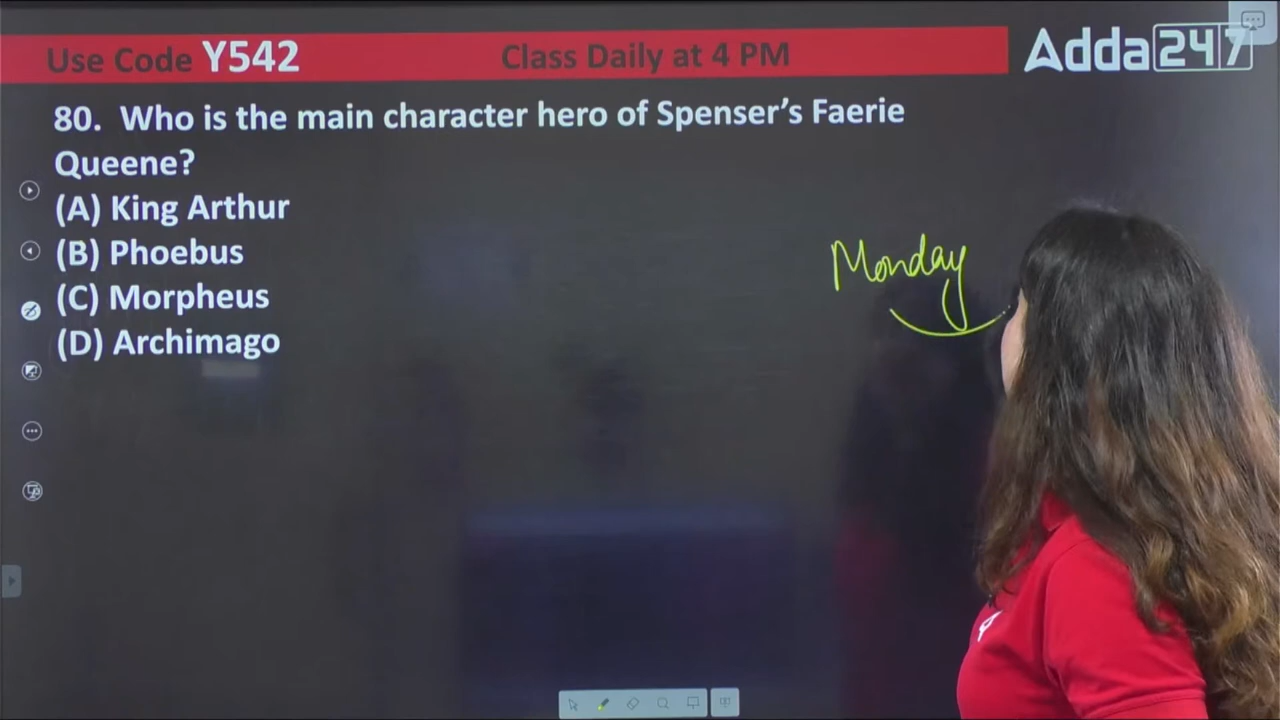 Use Code Y542 Class Daily at 4 PM Adda247
80. Who is the main character hero of Spenser's Faerie
Queene?
(A) King Arthur
(B) Phoebus
(C) Morpheus
(D) Archimago
Monday